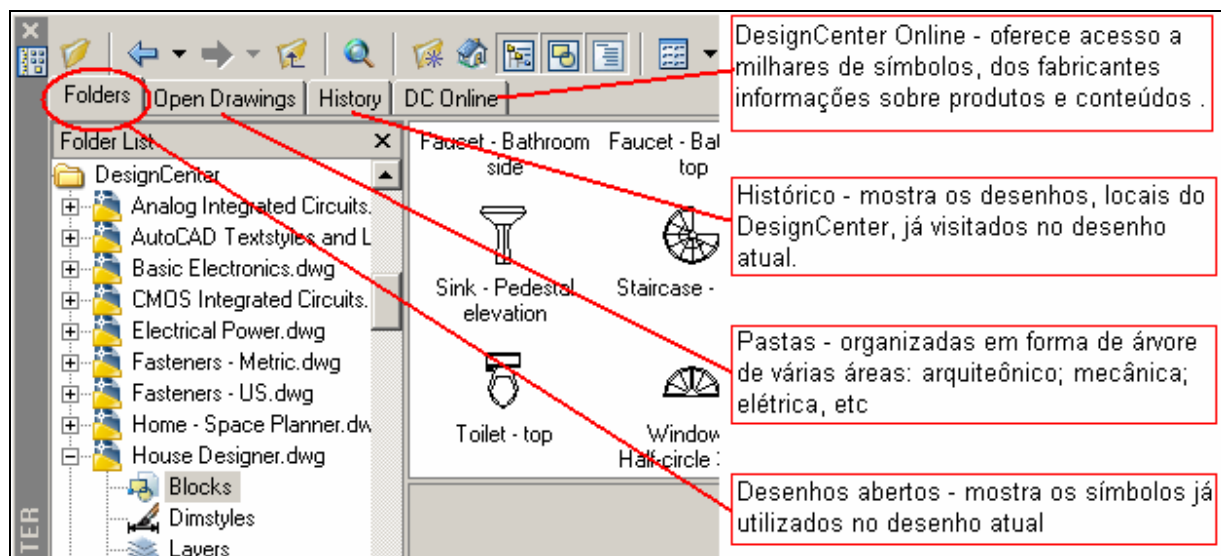 Folders
Open Drawings
History
DC Online
Folder List
DesignCenter
Analog Integrated Circuits.
AutoCAD Textstyles and L
Basic Electronics.dwg
CMOS Integrated Circuits.
Electrical Power.dwg
Fasteners - Metric.dwg
Fasteners - US.dwg
Home - Space Planner.dw
House Designer.dwg
Blocks
Dimstyles
Layers
TER
Faucet - Bathroom
side
Faucet - Bat
top
Sink - Pedestal
elevation
Staircase -
Toilet - top
Window
Half-circle
DesignCenter Online - oferece acesso a
milhares de símbolos, dos fabricantes
informações sobre produtos e conteúdos .
Histórico - mostra os desenhos, locais do
DesignCenter, já visitados no desenho
atual.
Pastas - organizadas em forma de árvore
de várias áreas: arquiteônico; mecânica;
elétrica, etc
Desenhos abertos - mostra os símbolos já
utilizados no desenho atual